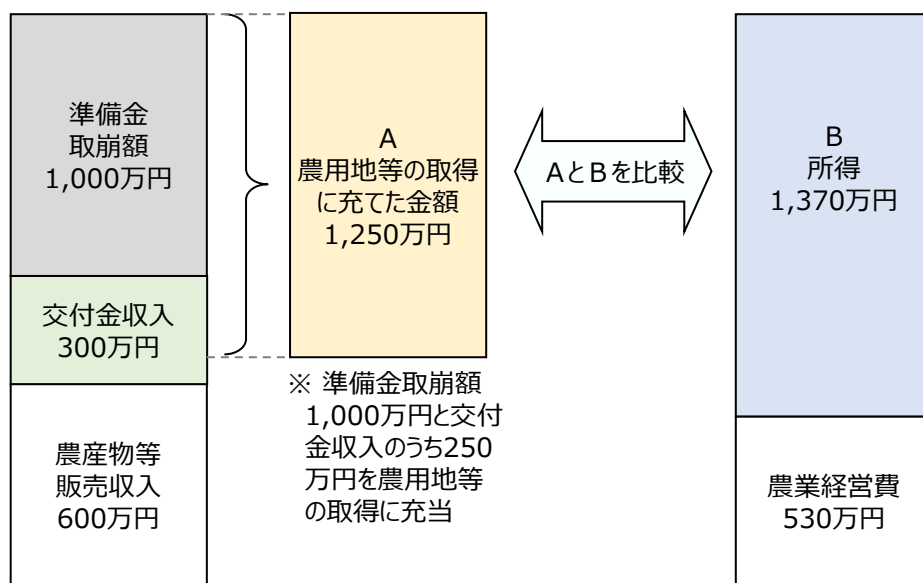 準備金
取崩額
1,000万円
交付金収入
300万円
農産物等
販売収入
600万円
A
農用地等の取得
に充てた金額
1,250万円
※ 準備金取崩額
1,000万円と交付
金収入のうち250
万円を農用地等
の取得に充当
AとBを比較
B
所得
1,370万円
農業経営費
530万円